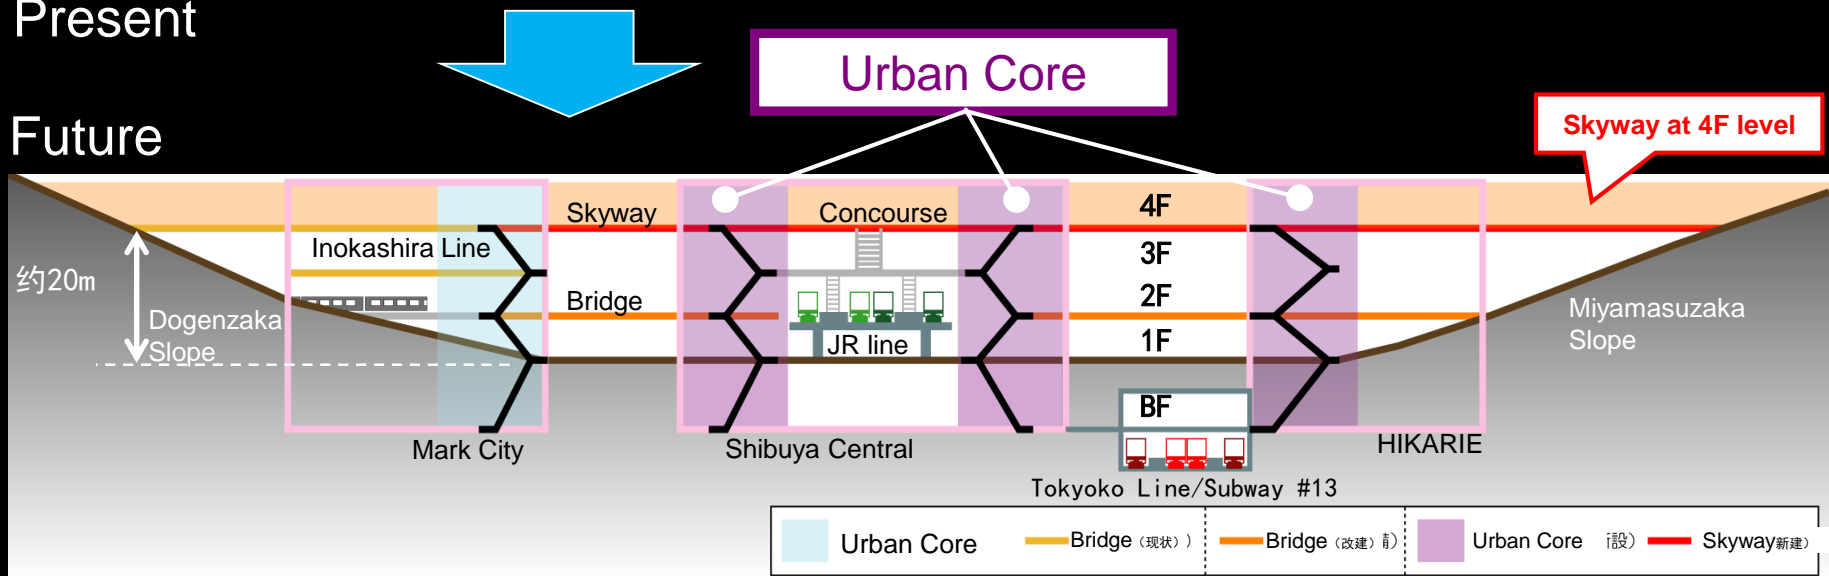 Present
Urban Core
Skyway at 4F level
Future
Skyway
Concourse
4F
Inokashira Line
3F
约20m
Bridge
2F
Dogenzaka
Slope
JR line
1F
Miyamasuzaka
Slope
BF
Mark City
Shibuya Central
HIKARIE
Tokyoko Line/Subway #13
Urban Core
Bridge（现状））
Bridge（改建）
Urban Core 設）
Skyway新建）